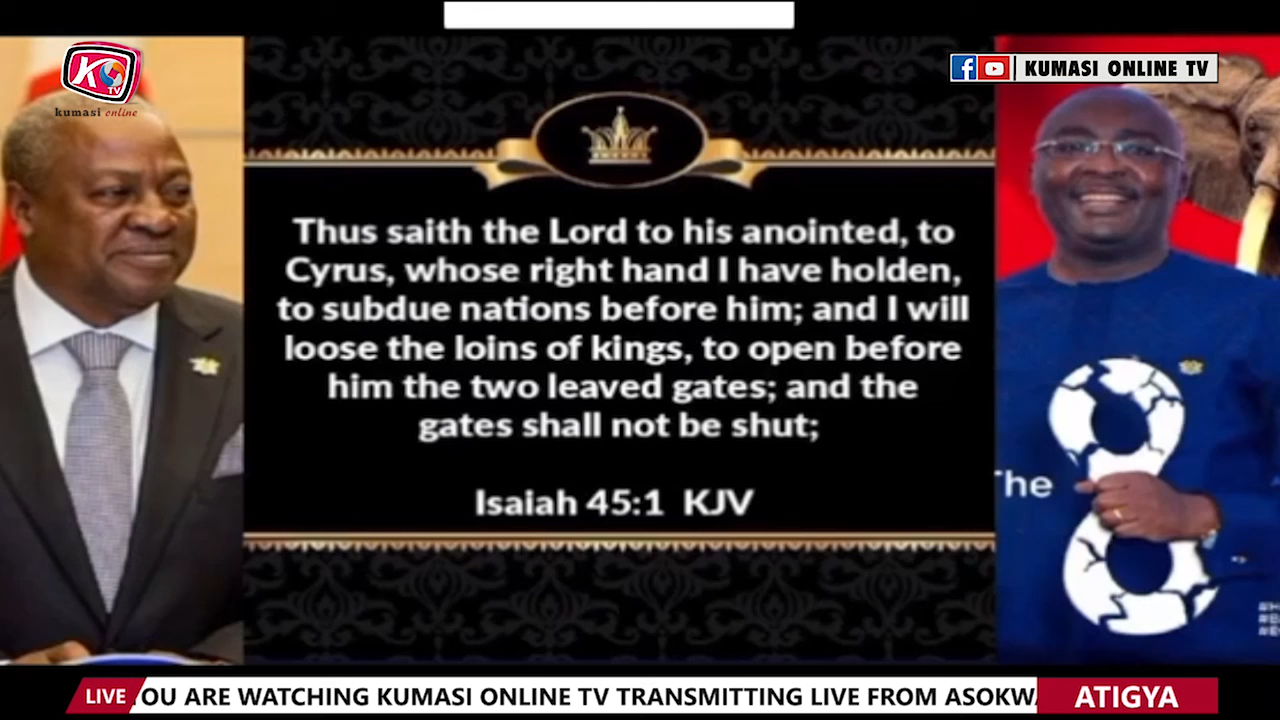 KO
TV
kumasi online
KUMASI ONLINE TV
Thus saith the Lord to his anointed, to
Cyrus, whose right hand I have holden,
to subdue nations before him; and I will
loose the loins of kings, to open before
him the two leaved gates; and the
gates shall not be shut;
Isaiah 45:1 KJV
The
8
LIVE
OU ARE WATCHING KUMASI ONLINE TV TRANSMITTING LIVE FROM ASOKWA
ATIGYA